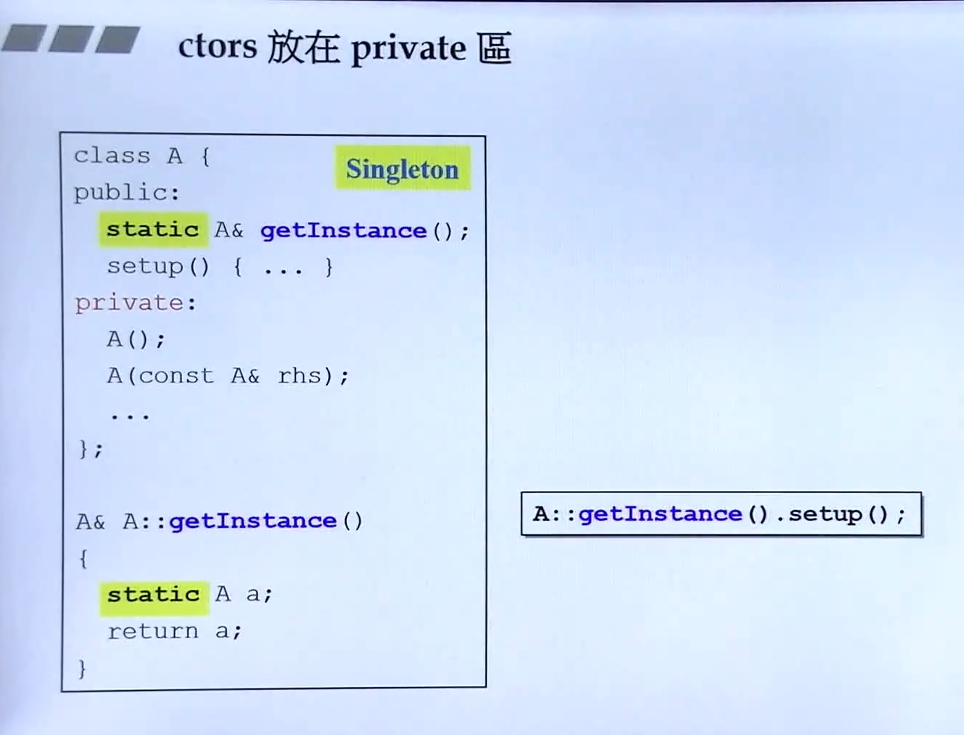 ctors 放在 private 區
class A {
Singleton
public:
static A& getInstance();
setup() { ... }
private:
A();
A(const A& rhs);
...
};
A& A::getInstance()
{
static A a;
return a;
}
A::getInstance().setup();